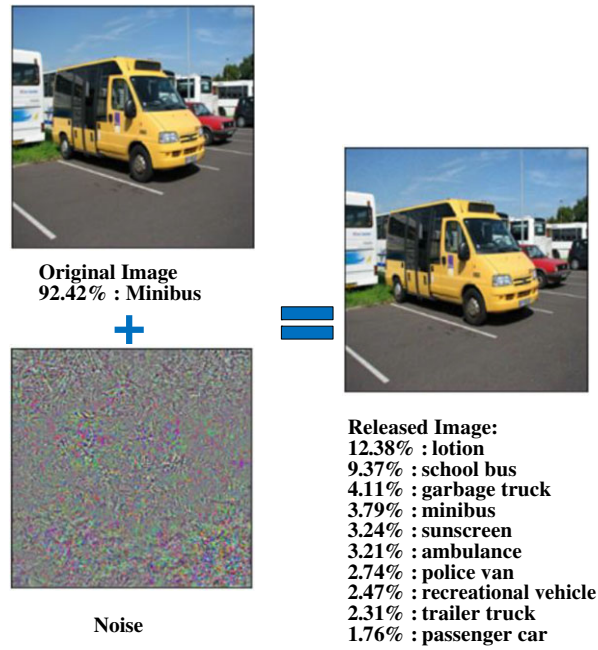 Original Image
92.42% : Minibus
+
=
Noise
Released Image:
12.38% : lotion
9.37% : school bus
4.11% : garbage truck
3.79% : minibus
3.24% : sunscreen
3.21% : ambulance
2.74% : police van
2.47% : recreational vehicle
2.31% : trailer truck
1.76% : passenger car